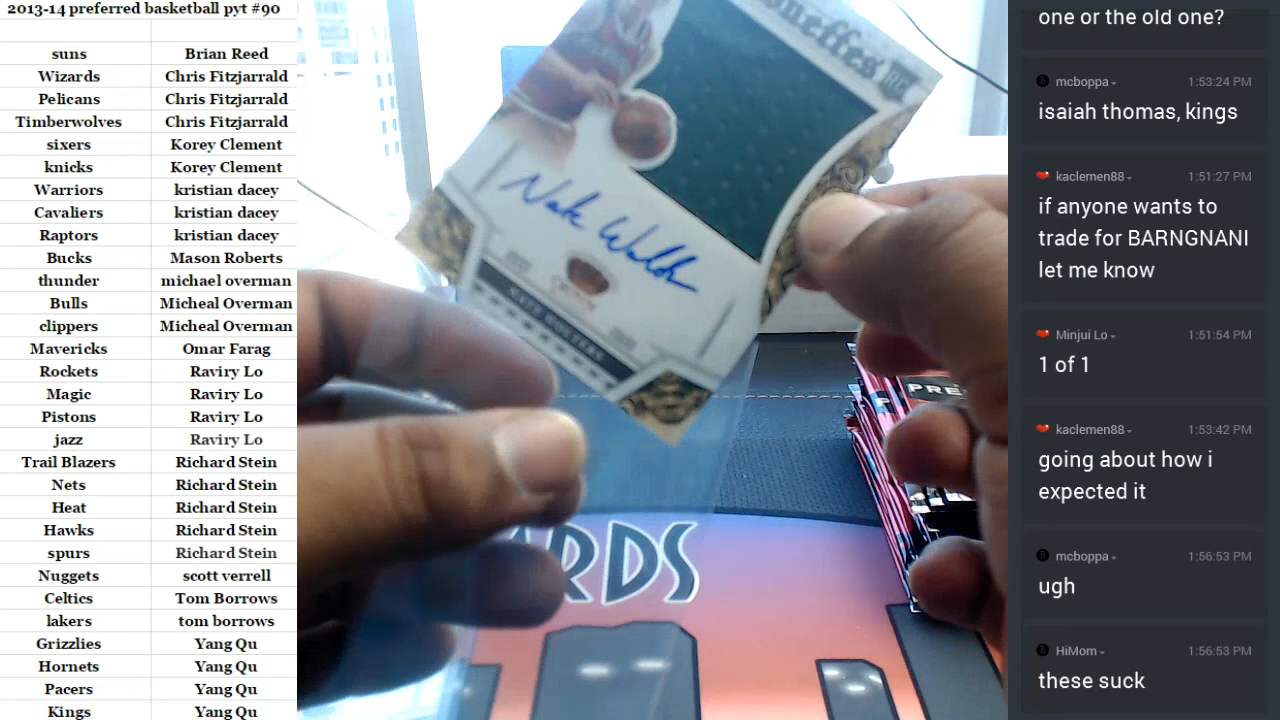 2013-14 preferred basketball pyt #90
suns Brian Reed
Wizards Chris Fitzjarrald
Pelicans Chris Fitzjarrald
Timberwolves Chris Fitzjarrald
sixers Korey Clement
knicks Korey Clement
Warriors kristian dacey
Cavaliers kristian dacey
Raptors kristian dacey
Bucks Mason Roberts
thunder michael overman
Bulls Micheal Overman
clippers Micheal Overman
Mavericks Omar Farag
Rockets Raviry Lo
Magic Raviry Lo
Pistons Raviry Lo
jazz Raviry Lo
Trail Blazers Richard Stein
Nets Richard Stein
Heat Richard Stein
Hawks Richard Stein
spurs Richard Stein
Nuggets scott verrell
Celtics Tom Borrows
lakers tom borrows
Grizzlies Yang Qu
Hornets Yang Qu
Pacers Yang Qu
Kings Yang Qu
PRE
ARDS
one or the old one?
mcboppa 1:53:24 PM
isaiah thomas, kings
kaclemen88 1:51:27 PM
if anyone wants to
trade for BARNGNANI
let me know
Minjui Lo 1:51:54 PM
1 of 1
kaclemen88 1:53:42 PM
going about how i
expected it
mcboppa 1:56:53 PM
ugh
HiMom 1:56:53 PM
these suck